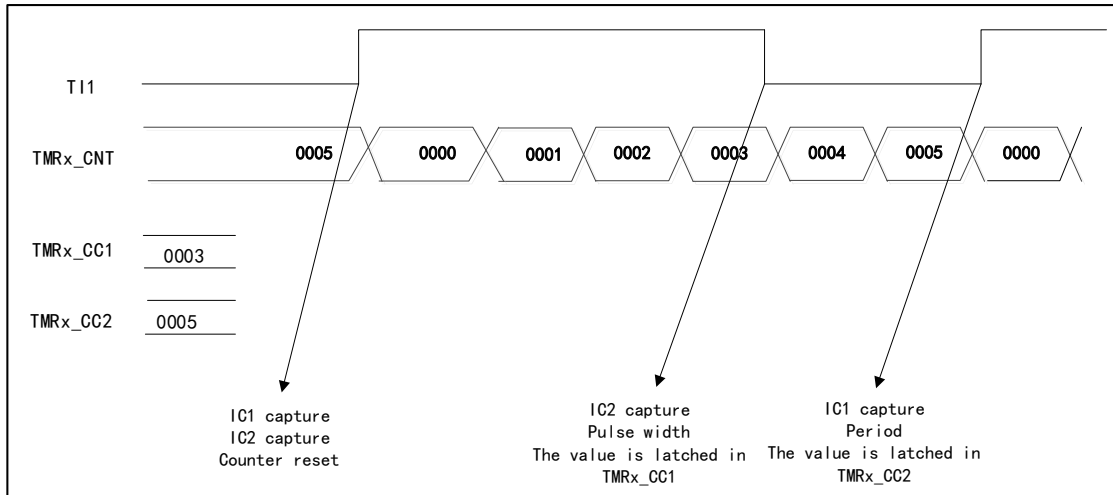 TI1
TMRx_CNT
0005 0000 0001 0002 0003 0004 0005 0000
TMRx_CC1
0003
TMRx_CC2
0005
IC1 capture
IC2 capture
Counter reset
IC2 capture
Pulse width
The value is latched in
TMRx_CC1
IC1 capture
Period
The value is latched in
TMRx_CC2